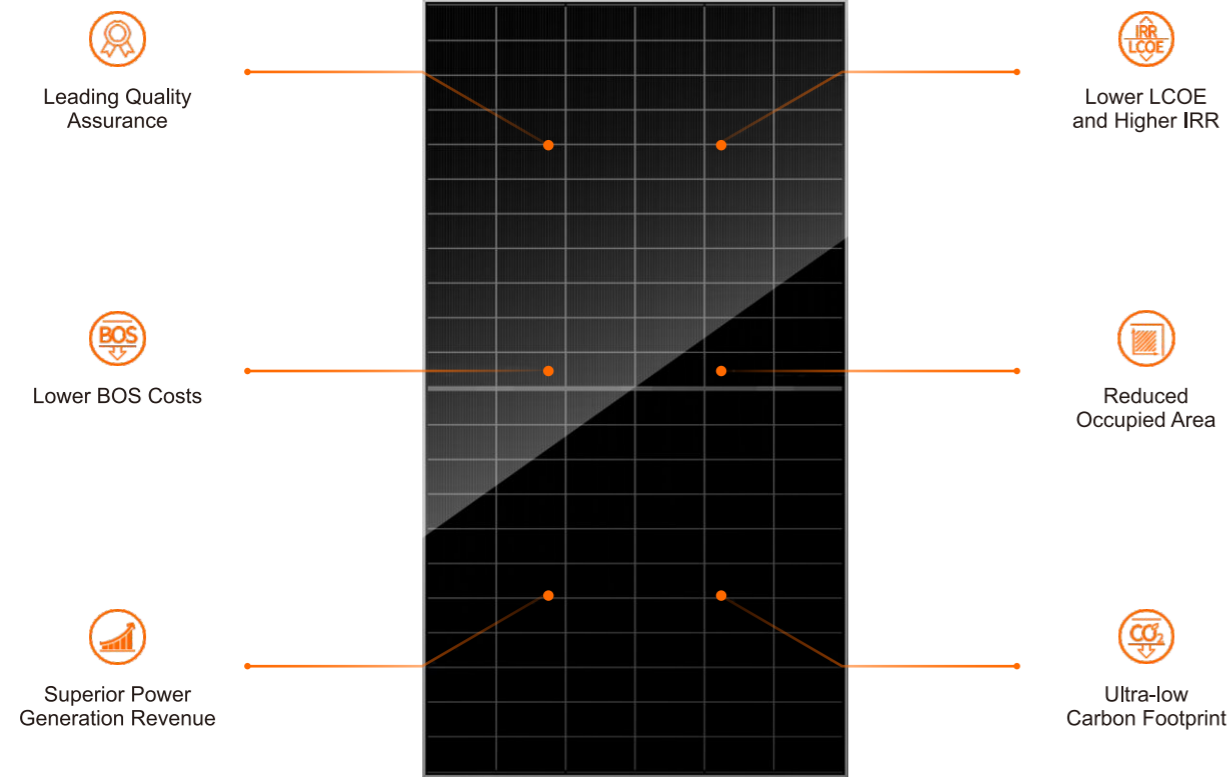 Leading Quality
Assurance
IRR
LCOE
Lower LCOE
and Higher IRR
BOS
Lower BOS Costs
Reduced
Occupied Area
Superior Power
Generation Revenue
CO₂
Ultra-low
Carbon Footprint